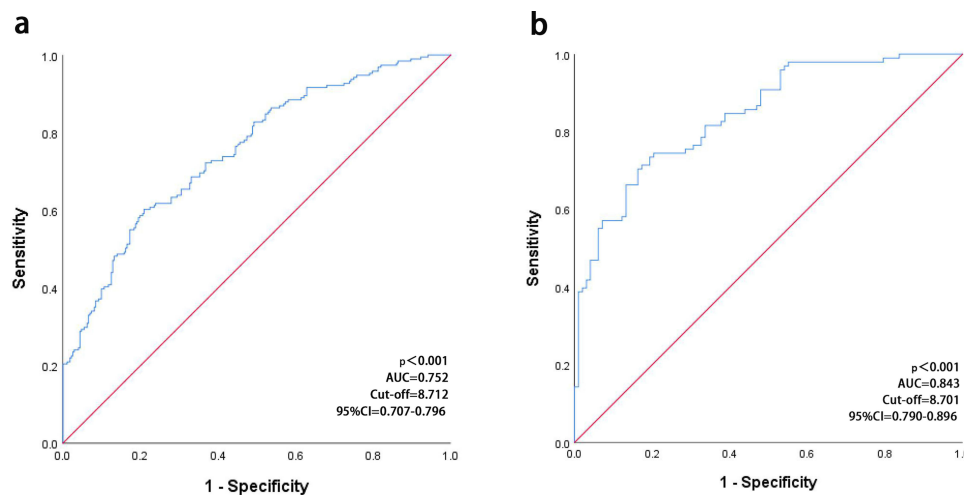 a
1.0
0.8
0.6
0.4
0.2
0.0
Sensitivity
0.0 0.2 0.4 0.6 0.8 1.0
1 - Specificity
p<0.001
AUC=0.752
Cut-off=8.712
95%CI=0.707-0.796
b
1.0
0.8
0.6
0.4
0.2
0.0
Sensitivity
0.0 0.2 0.4 0.6 0.8 1.0
1 - Specificity
p<0.001
AUC=0.843
Cut-off=8.701
95%CI=0.790-0.896